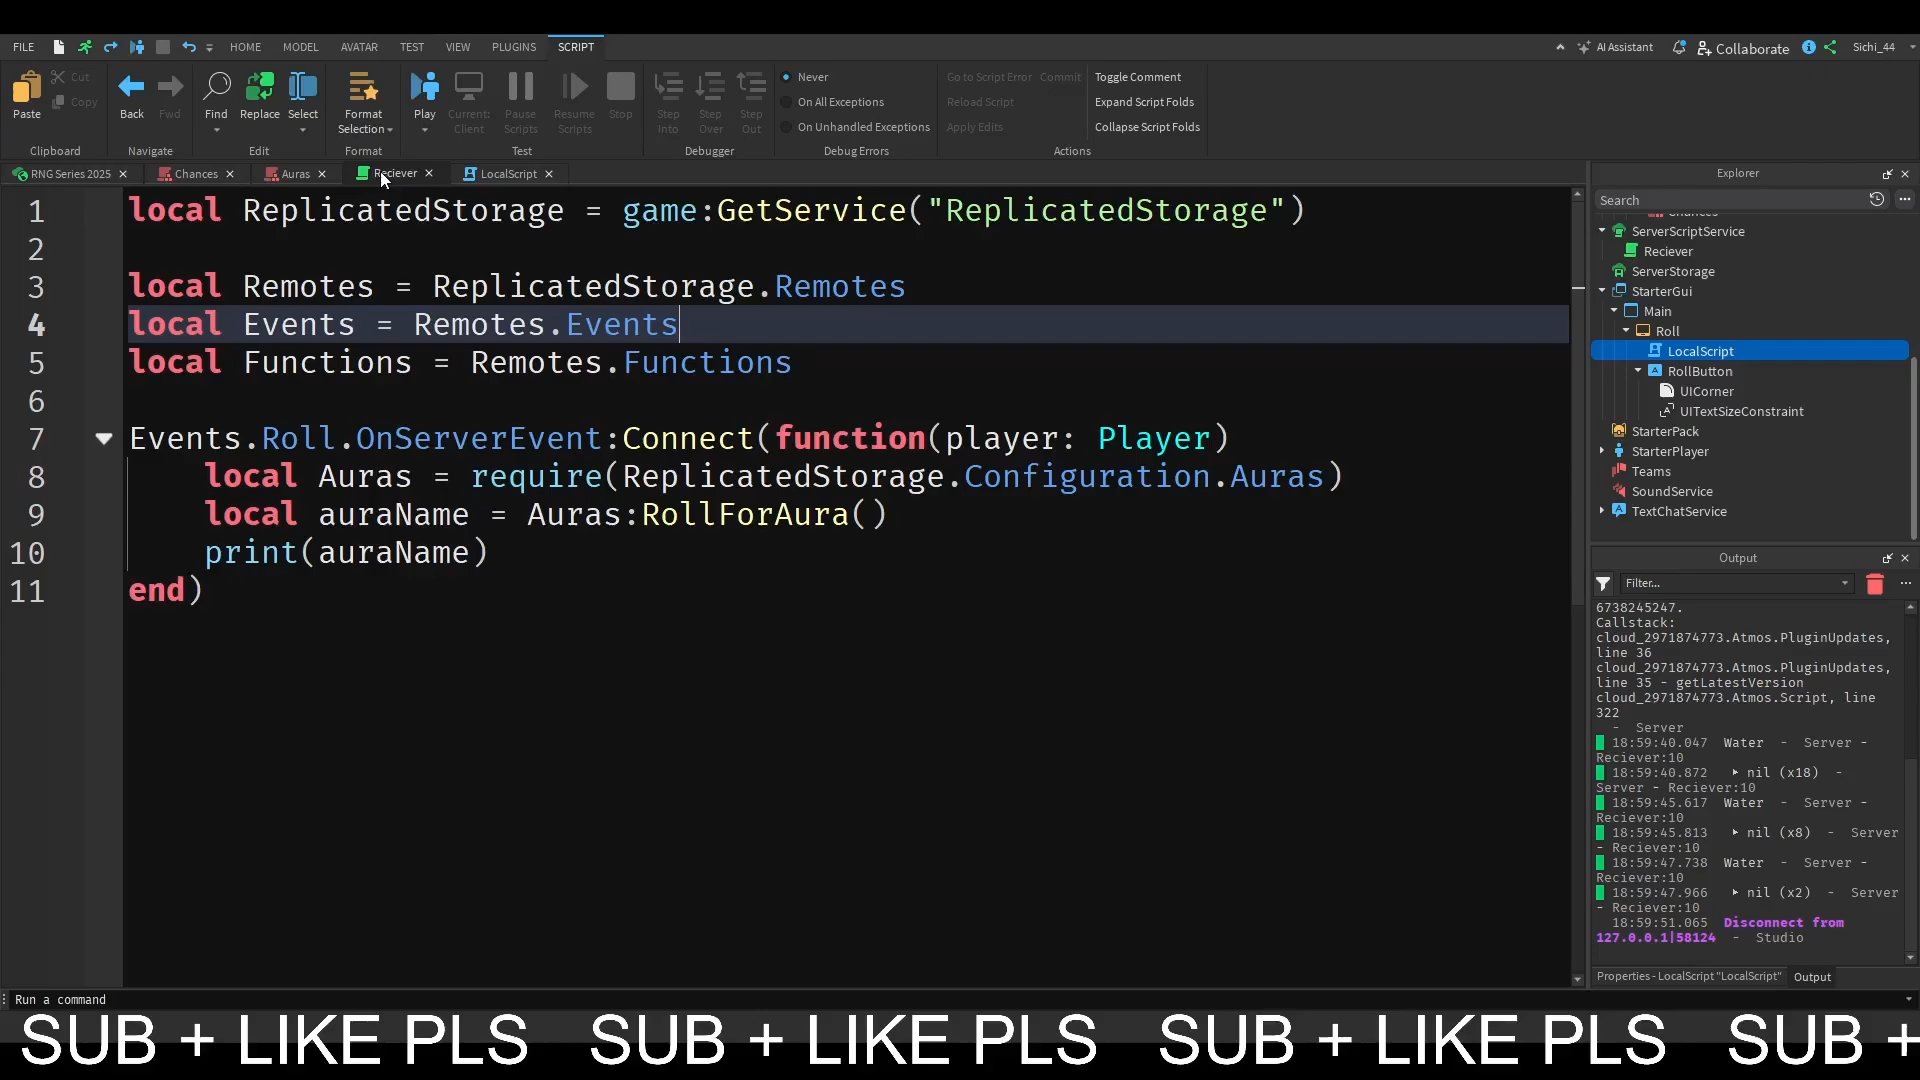 FILE HOME MODEL AVATAR TEST VIEW PLUGINS SCRIPT AI Assistant Collaborate Sichi_44
Paste Cut Copy Back Fwd Find Replace Select Format Selection Play Current: Client Pause Scripts Resume Scripts Stop Step Into Step Over Step Out
Never
On All Exceptions
On Unhandled Exceptions
Go to Script Error Commit
Reload Script
Apply Edits
Toggle Comment
Expand Script Folds
Collapse Script Folds
Clipboard Navigate Edit Format Test Debugger Debug Errors Actions
RNG Series 2025 Chances Auras Reciever LocalScript
1 local ReplicatedStorage = game:GetService("ReplicatedStorage")
2
3 local Remotes = ReplicatedStorage.Remotes
4 local Events = Remotes.Events
5 local Functions = Remotes.Functions
6
7 Events.Roll.OnServerEvent:Connect(function(player: Player)
8 local Auras = require(ReplicatedStorage.Configuration.Auras)
9 local auraName = Auras:RollForAura()
10 print(auraName)
11 end)
Explorer
Search
Chances
ServerScriptService
Reciever
ServerStorage
StarterGui
Main
Roll
LocalScript
RollButton
UICorner
UITextSizeConstraint
StarterPack
StarterPlayer
Teams
SoundService
TextChatService
Output
Filter...
6738245247.
Callstack:
cloud_2971874773.Atmos.PluginUpdates,
line 36
cloud_2971874773.Atmos.PluginUpdates,
line 35 - getLatestVersion
cloud_2971874773.Atmos.Script, line
322
- Server
18:59:40.047 Water - Server -
Reciever:10
18:59:40.872 nil (x18) -
Server - Reciever:10
18:59:45.617 Water - Server -
Reciever:10
18:59:45.813 nil (x8) - Server
- Reciever:10
18:59:47.738 Water - Server -
Reciever:10
18:59:47.966 nil (x2) - Server
- Reciever:10
18:59:51.065 Disconnect from
127.0.0.1|58124 - Studio
Properties - LocalScript "LocalScript" Output
Run a command
SUB + LIKE PLS SUB + LIKE PLS SUB + LIKE PLS SUB +